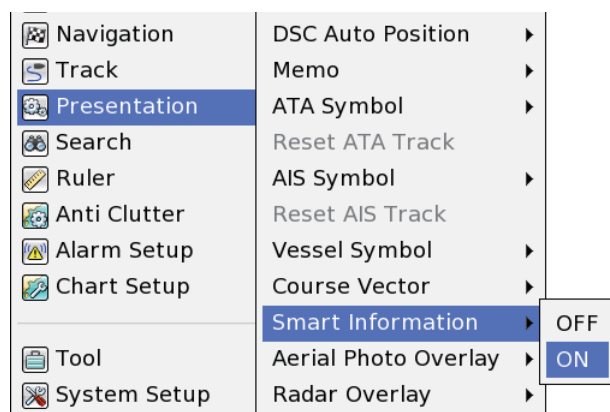 Navigation
Track
Presentation
Search
Ruler
Anti Clutter
Alarm Setup
Chart Setup
Tool
System Setup
DSC Auto Position
Memo
ATA Symbol
Reset ATA Track
AIS Symbol
Reset AIS Track
Vessel Symbol
Course Vector
Smart Information
Aerial Photo Overlay
Radar Overlay
OFF
ON